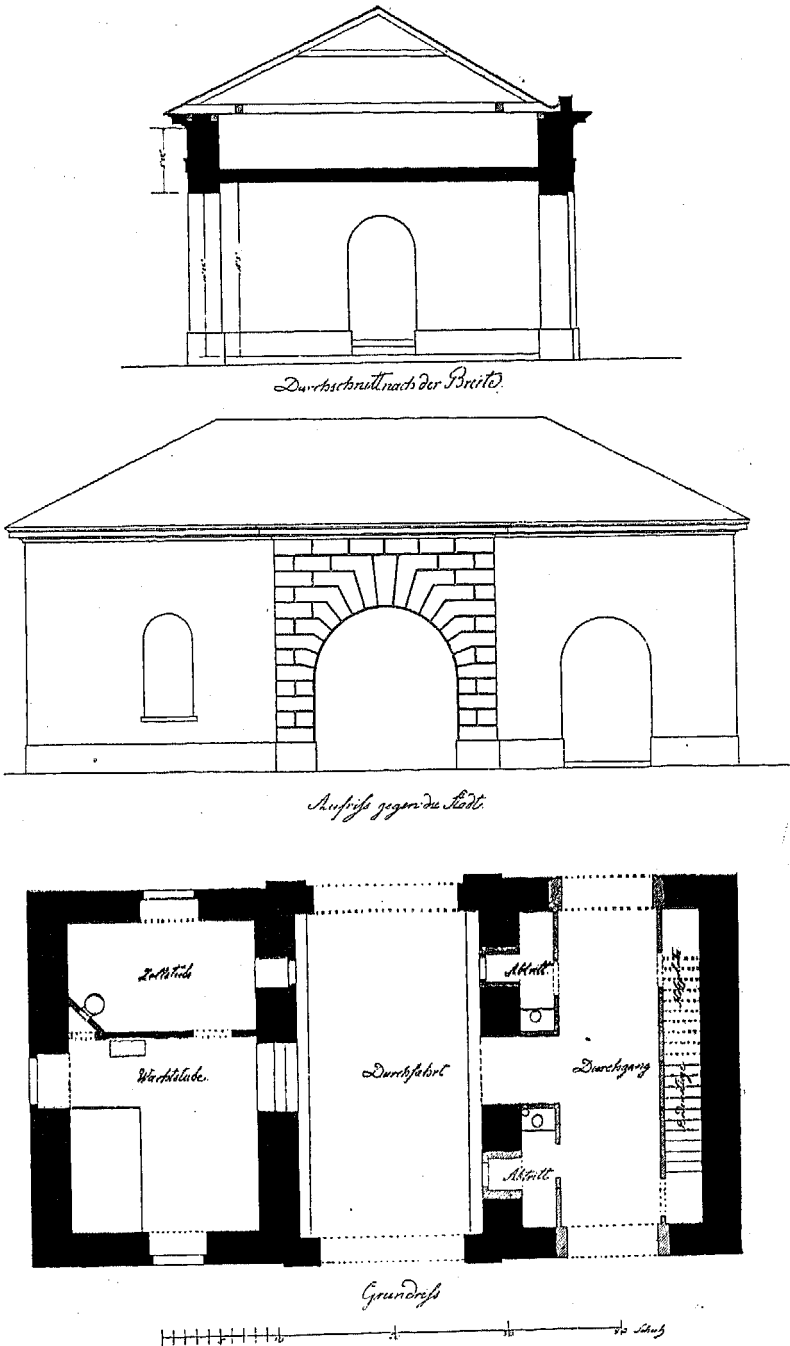 Durchschnitt nach der Breite.
Aufriss gegen die Stadt.
Zollstube
Abtritt.
Wachtstube.
Durchfahrt
Durchgang
Abtritt
Grundriss
Schuh